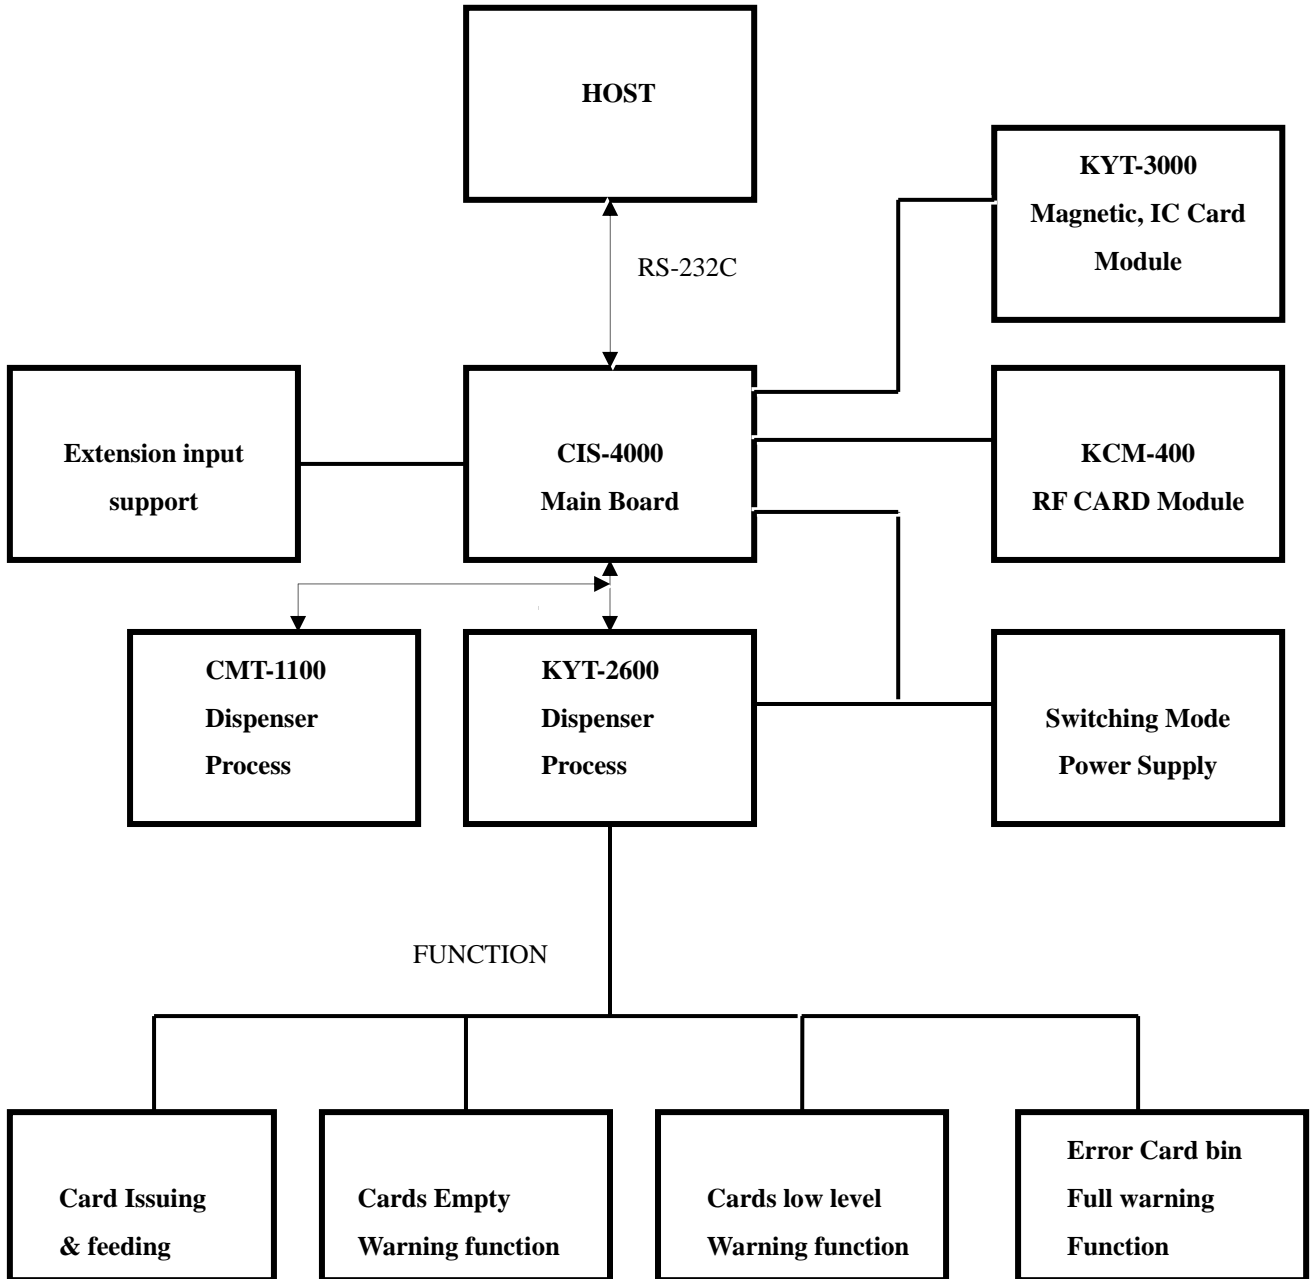 HOST
KYT-3000
Magnetic, IC Card
Module
RS-232C
Extension input
support
CIS-4000
Main Board
KCM-400
RF CARD Module
CMT-1100
Dispenser
Process
KYT-2600
Dispenser
Process
Switching Mode
Power Supply
FUNCTION
Card Issuing
& feeding
Cards Empty
Warning function
Cards low level
Warning function
Error Card bin
Full warning
Function